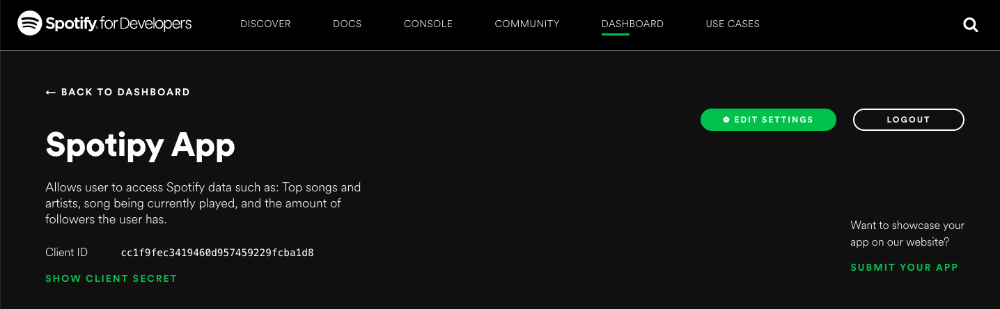 Spotify for Developers
DISCOVER
DOCS
CONSOLE
COMMUNITY
DASHBOARD
USE CASES
← BACK TO DASHBOARD
EDIT SETTINGS
LOGOUT
Spotipy App
Allows user to access Spotify data such as: Top songs and
artists, song being currently played, and the amount of
followers the user has.
Client ID cc1f9fec3419460d957459229fcba1d8
SHOW CLIENT SECRET
Want to showcase your
app on our website?
SUBMIT YOUR APP